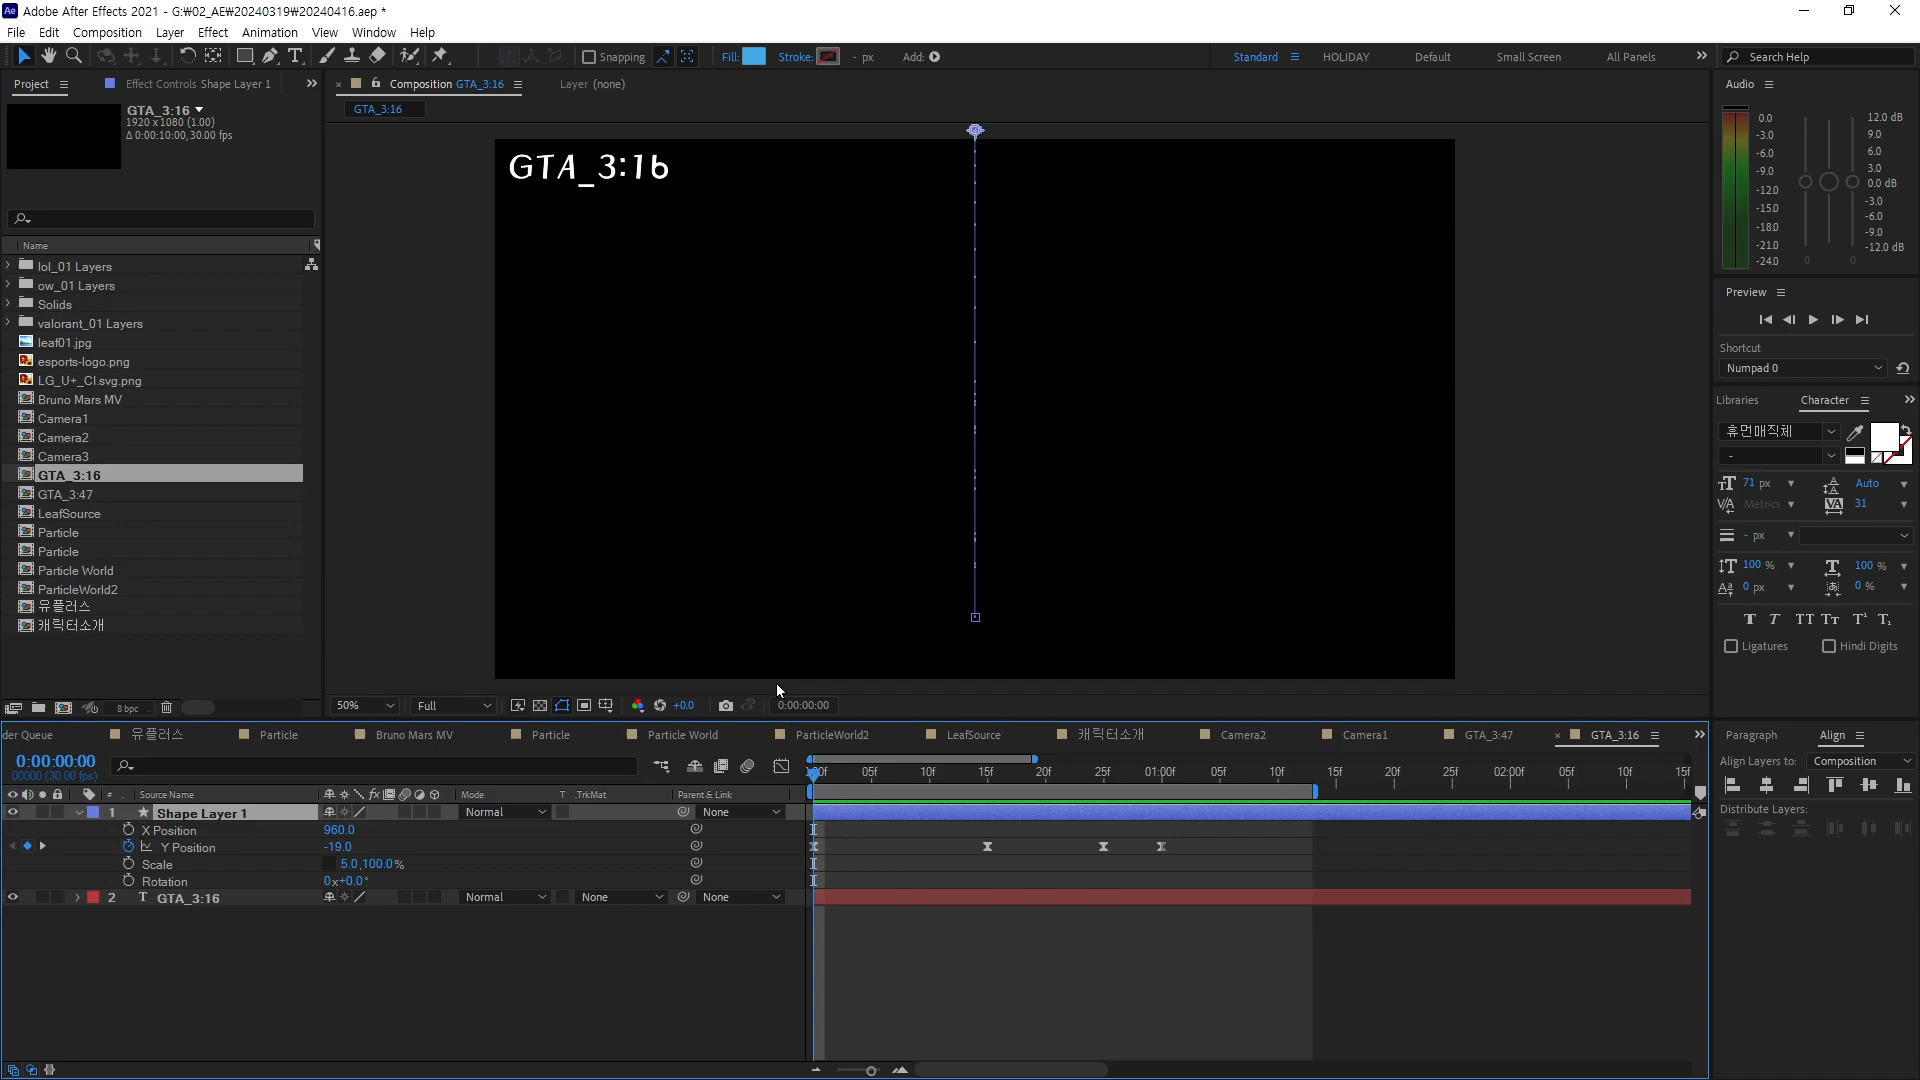 Adobe After Effects 2021 - G:₩02_AE₩20240319₩20240416.aep *
File Edit Composition Layer Effect Animation View Window Help
Snapping Fill: Stroke: - px Add: Standard HOLIDAY Default Small Screen All Panels Search Help
Project Effect Controls Shape Layer 1
Composition GTA_3:16 Layer (none)
GTA_3:16
GTA_3:16
1920 x 1080 (1.00)
Δ 0:00:10:00, 30.00 fps
Name
lol_01 Layers
ow_01 Layers
Solids
valorant_01 Layers
leaf01.jpg
esports-logo.png
LG_U+_CI.svg.png
Bruno Mars MV
Camera1
Camera2
Camera3
GTA_3:16
GTA_3:47
LeafSource
Particle
Particle
Particle World
ParticleWorld2
유플러스
캐릭터소개
8 bpc
GTA_3:16
50% Full +0.0 0:00:00:00
Audio
0.0
-3.0
-6.0
-9.0
-12.0
-15.0
-18.0
-21.0
-24.0
12.0 dB
9.0
6.0
3.0
0.0 dB
-3.0
-6.0
-9.0
-12.0 dB
0 0
Preview
Shortcut
Numpad 0
Libraries Character
휴먼매직체
-
71 px Auto
Metrics 31
- px
100 % 100 %
0 px 0 %
T T TT Tt T¹ T₁
Ligatures Hindi Digits
der Queue 유플러스 Particle Bruno Mars MV Particle Particle World ParticleWorld2 LeafSource 캐릭터소개 Camera2 Camera1 GTA_3:47 GTA_3:16
0:00:00:00
00000 (30.00 fps)
:00f 05f 10f 15f 20f 25f 01:00f 05f 10f 15f 20f 25f 02:00f 05f 10f 15f
# Source Name Mode T .TrkMat Parent & Link
1 Shape Layer 1 Normal None
X Position 960.0
Y Position -19.0
Scale 5.0,100.0%
Rotation 0x+0.0°
2 T GTA_3:16 Normal None None
Paragraph Align
Align Layers to: Composition
Distribute Layers: